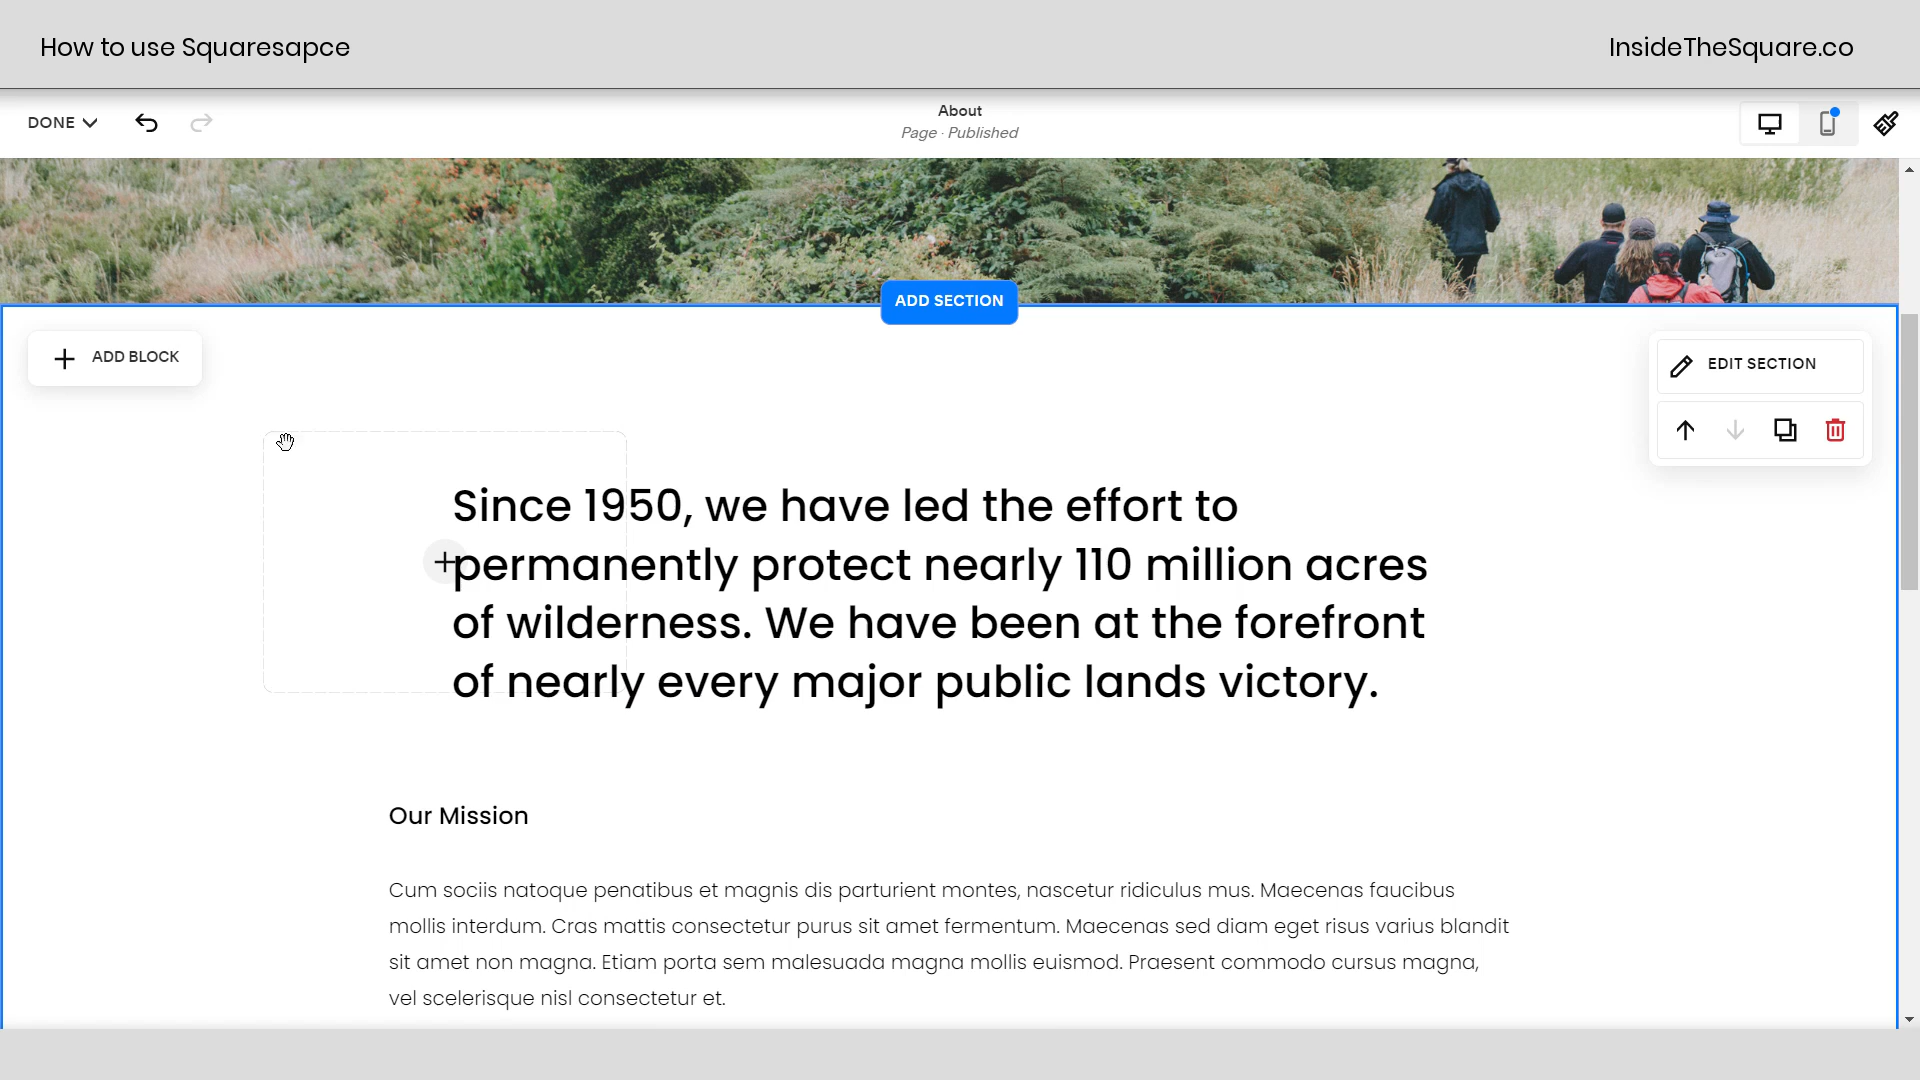 How to use Squaresapce
InsideTheSquare.co
DONE
About
Page · Published
ADD SECTION
ADD BLOCK
EDIT SECTION
Since 1950, we have led the effort to
permanently protect nearly 110 million acres
of wilderness. We have been at the forefront
of nearly every major public lands victory.
Our Mission
Cum sociis natoque penatibus et magnis dis parturient montes, nascetur ridiculus mus. Maecenas faucibus
mollis interdum. Cras mattis consectetur purus sit amet fermentum. Maecenas sed diam eget risus varius blandit
sit amet non magna. Etiam porta sem malesuada magna mollis euismod. Praesent commodo cursus magna,
vel scelerisque nisl consectetur et.